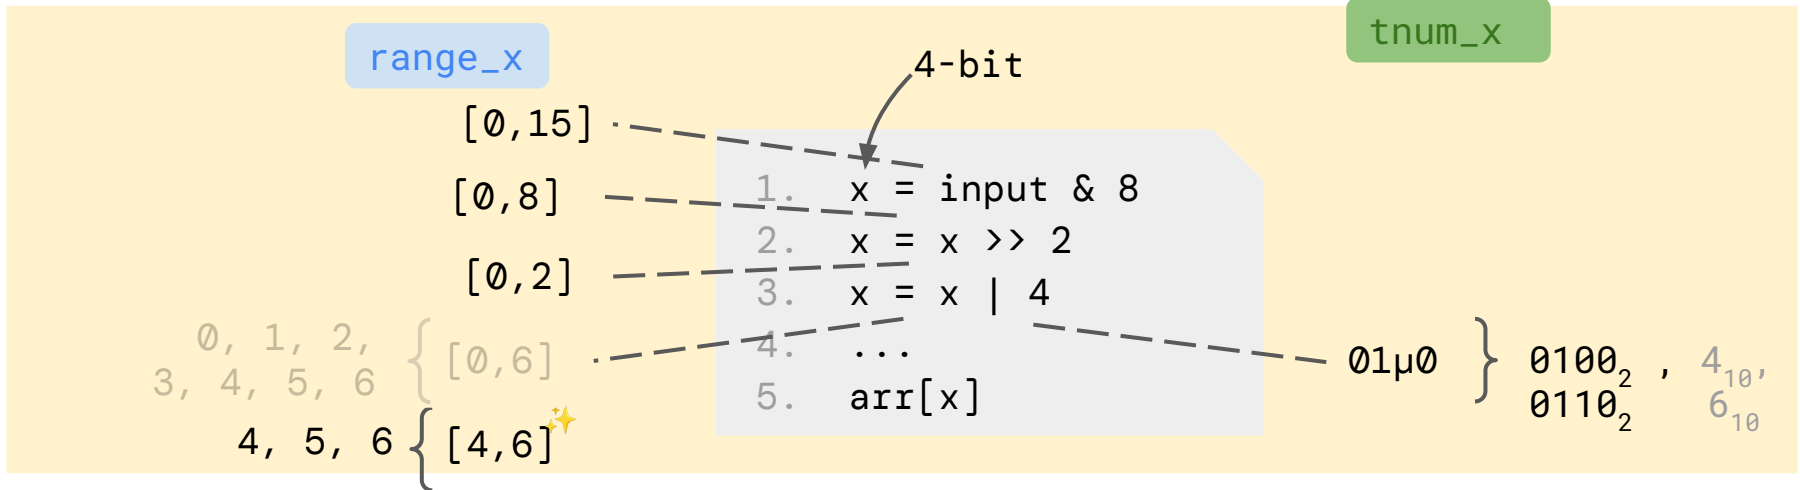 range_x
tnum_x
4-bit
[0,15]
[0,8]
[0,2]
0, 1, 2,
3, 4, 5, 6
[0,6]
4, 5, 6
[4,6]✨
1. x = input & 8
2. x = x >> 2
3. x = x | 4
4. ...
5. arr[x]
01µ0
0100₂ , 4₁₀,
0110₂ 6₁₀